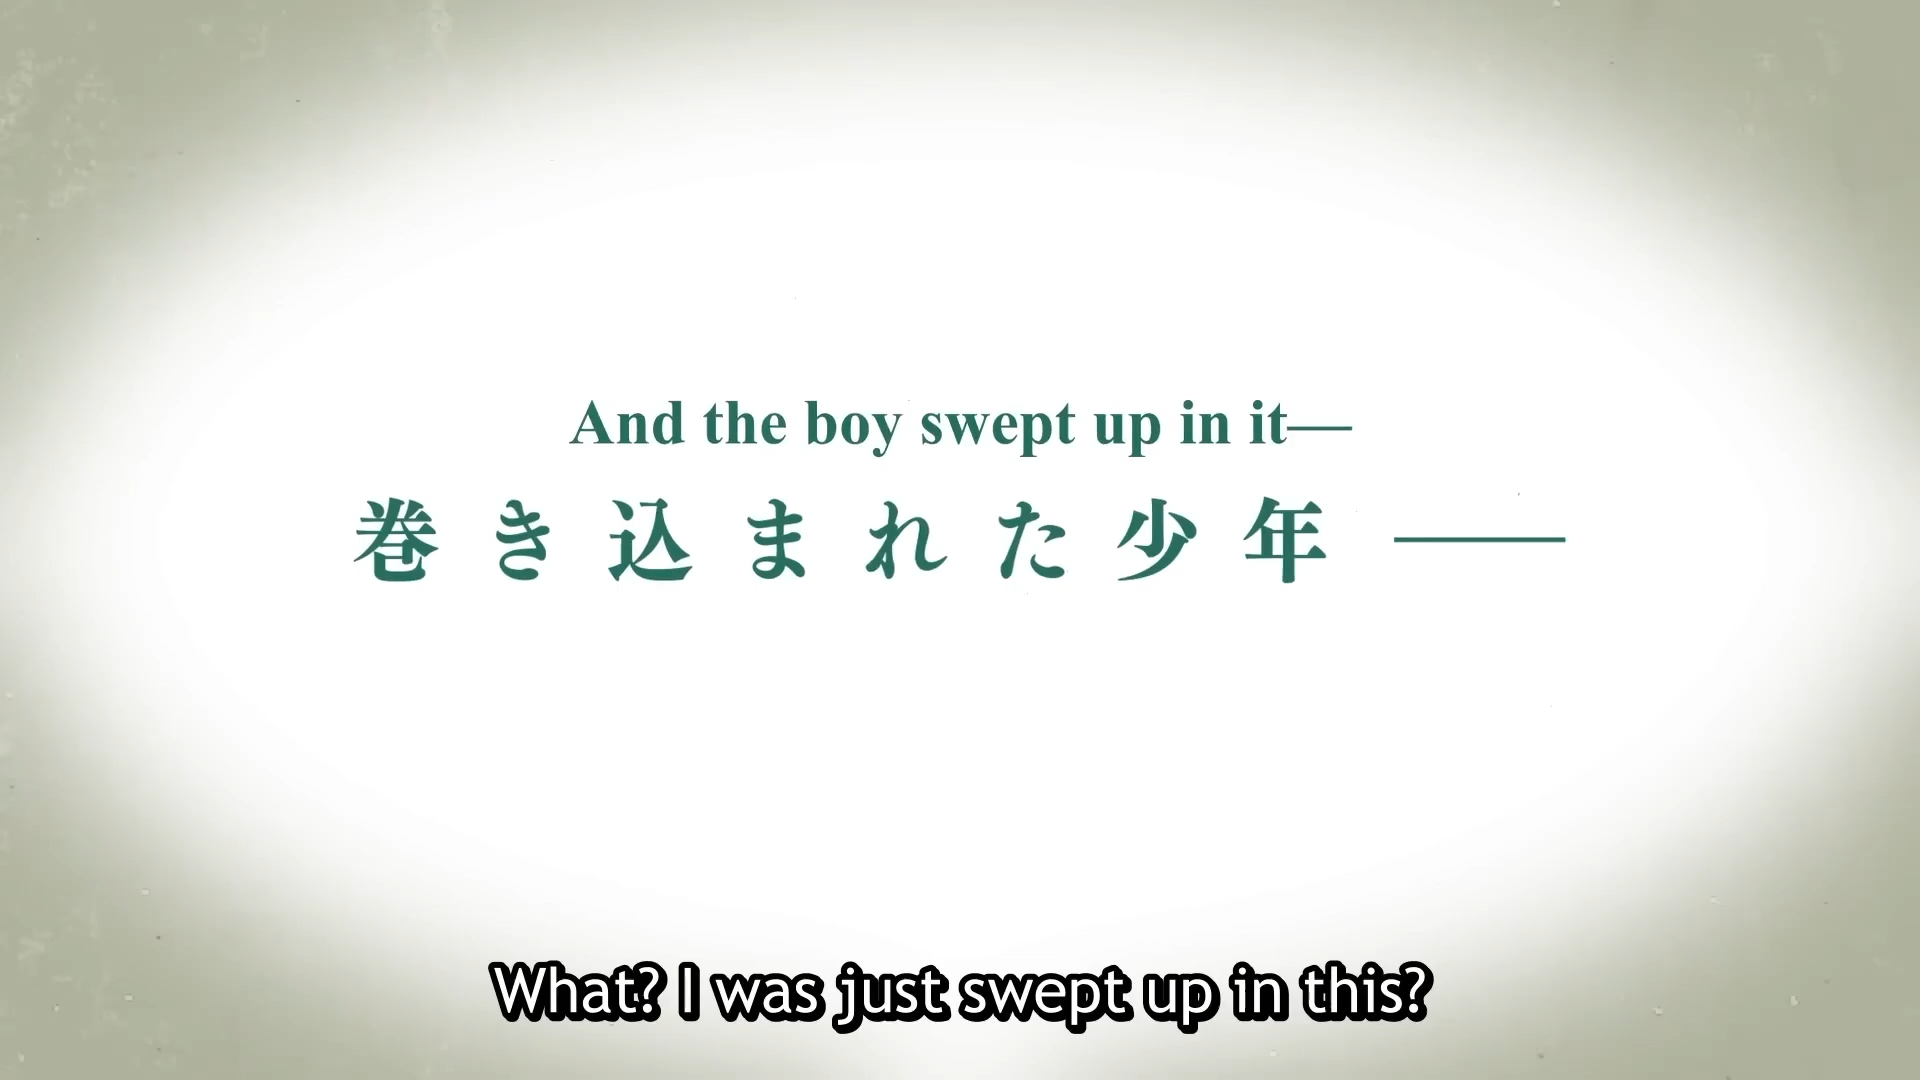 And the boy swept up in it—
巻き込まれた少年――
What? I was just swept up in this?